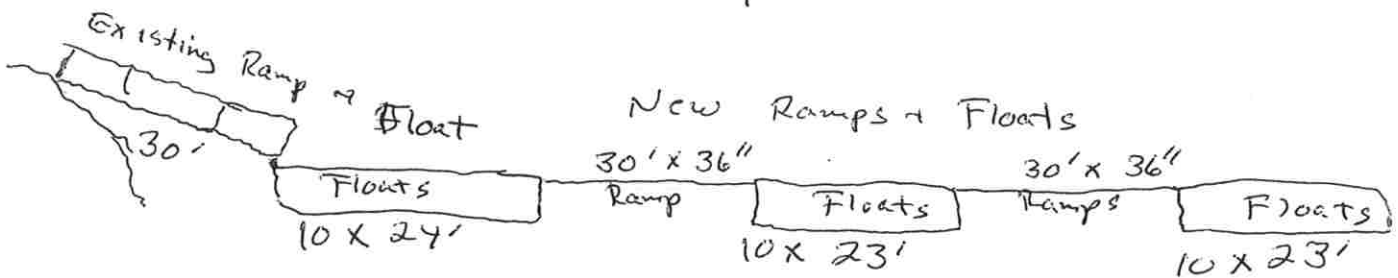 Existing Ramp + Float
30'
New Ramps + Floats
Floats
10 x 24'
30' x 36"
Ramp
Floats
10 x 23'
30' x 36"
Ramps
Floats
10 x 23'